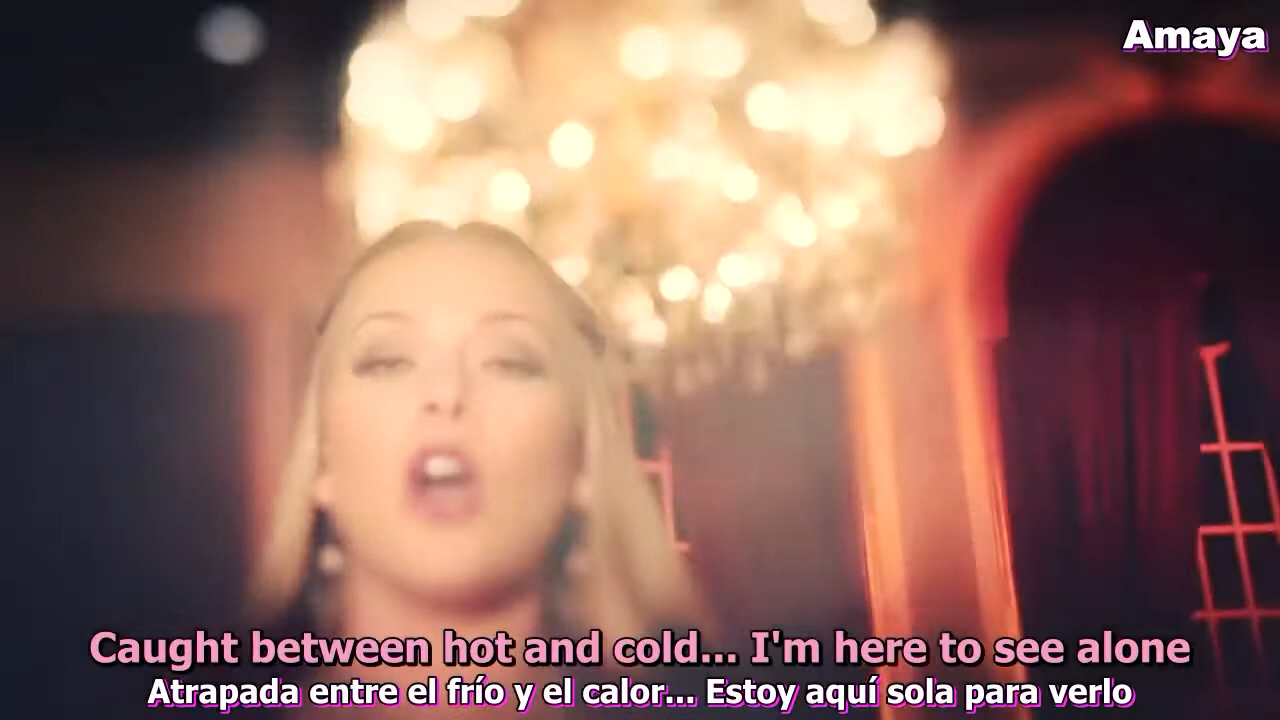 Amaya
Caught between hot and cold... I'm here to see alone
Atrapada entre el frío y el calor... Estoy aquí sola para verlo